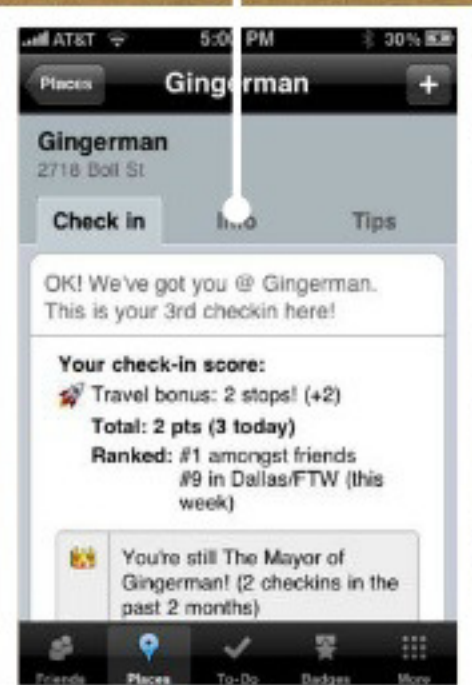 AT&T 5:00 PM 30%
Places Gingerman +
Gingerman
2718 Boll St
Check in Info Tips
OK! We've got you @ Gingerman.
This is your 3rd checkin here!
Your check-in score:
Travel bonus: 2 stops! (+2)
Total: 2 pts (3 today)
Ranked: #1 amongst friends
#9 in Dallas/FTW (this
week)
You're still The Mayor of
Gingerman! (2 checkins in the
past 2 months)
Friends Places To-Do Badges More